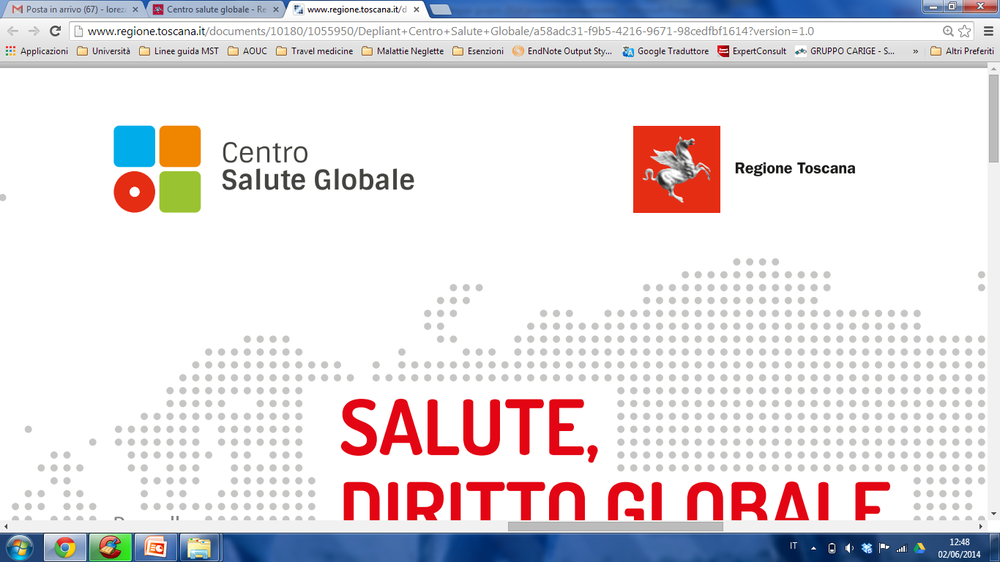 Posta in arrivo (67) - lorez
Centro salute globale - Re
www.regione.toscana.it/d
www.regione.toscana.it/documents/10180/1055950/Depliant+Centro+Salute+Globale/a58adc31-f9b5-4216-9671-98cedfbf1614?version=1.0
Applicazioni Università Linee guida MST AOUC Travel medicine Malattie Neglette Esenzioni EndNote Output Sty... Google Traduttore ExpertConsult GRUPPO CARIGE - S... » Altri Preferiti
Centro
Salute Globale
Regione Toscana
SALUTE,
DIRITTO GLOBALE
IT
12:48
02/06/2014